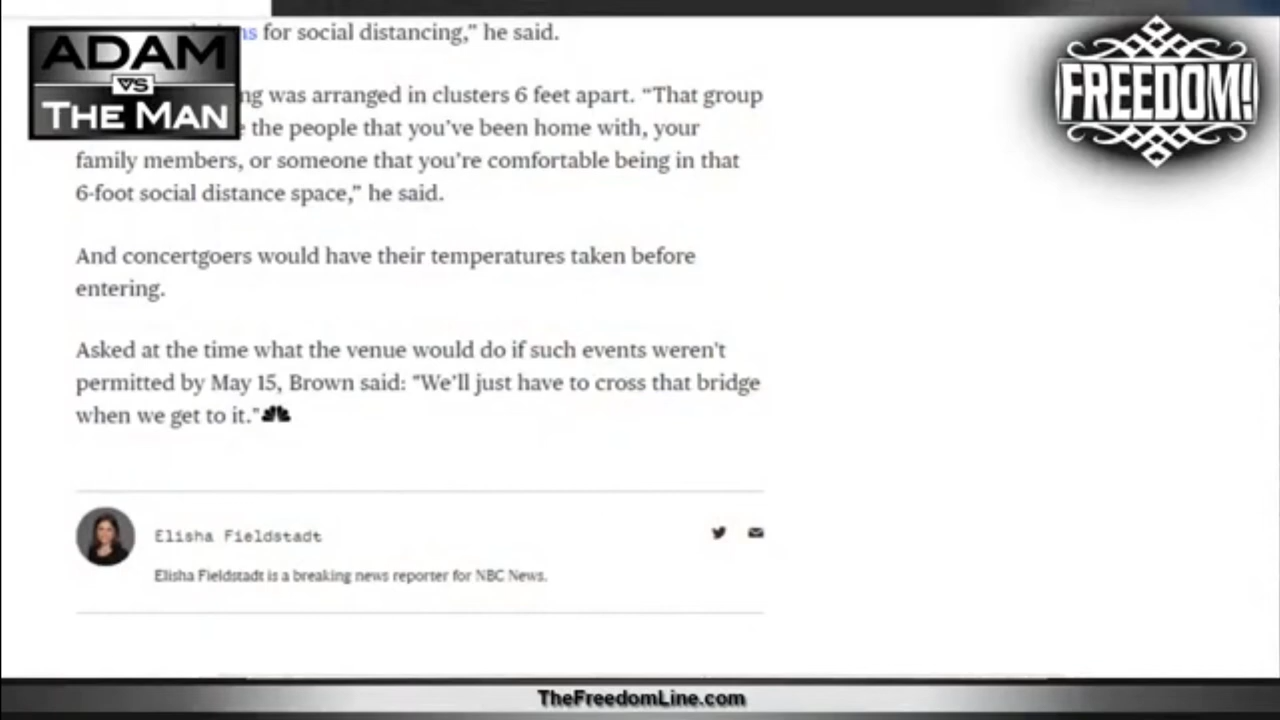 ADAM
VS
THE MAN
FREEDOM!
for social distancing,” he said.
was arranged in clusters 6 feet apart. “That group
the people that you’ve been home with, your
family members, or someone that you’re comfortable being in that
6-foot social distance space,” he said.
And concertgoers would have their temperatures taken before
entering.
Asked at the time what the venue would do if such events weren't
permitted by May 15, Brown said: "We’ll just have to cross that bridge
when we get to it."
Elisha Fieldstadt
Elisha Fieldstadt is a breaking news reporter for NBC News.
TheFreedomLine.com